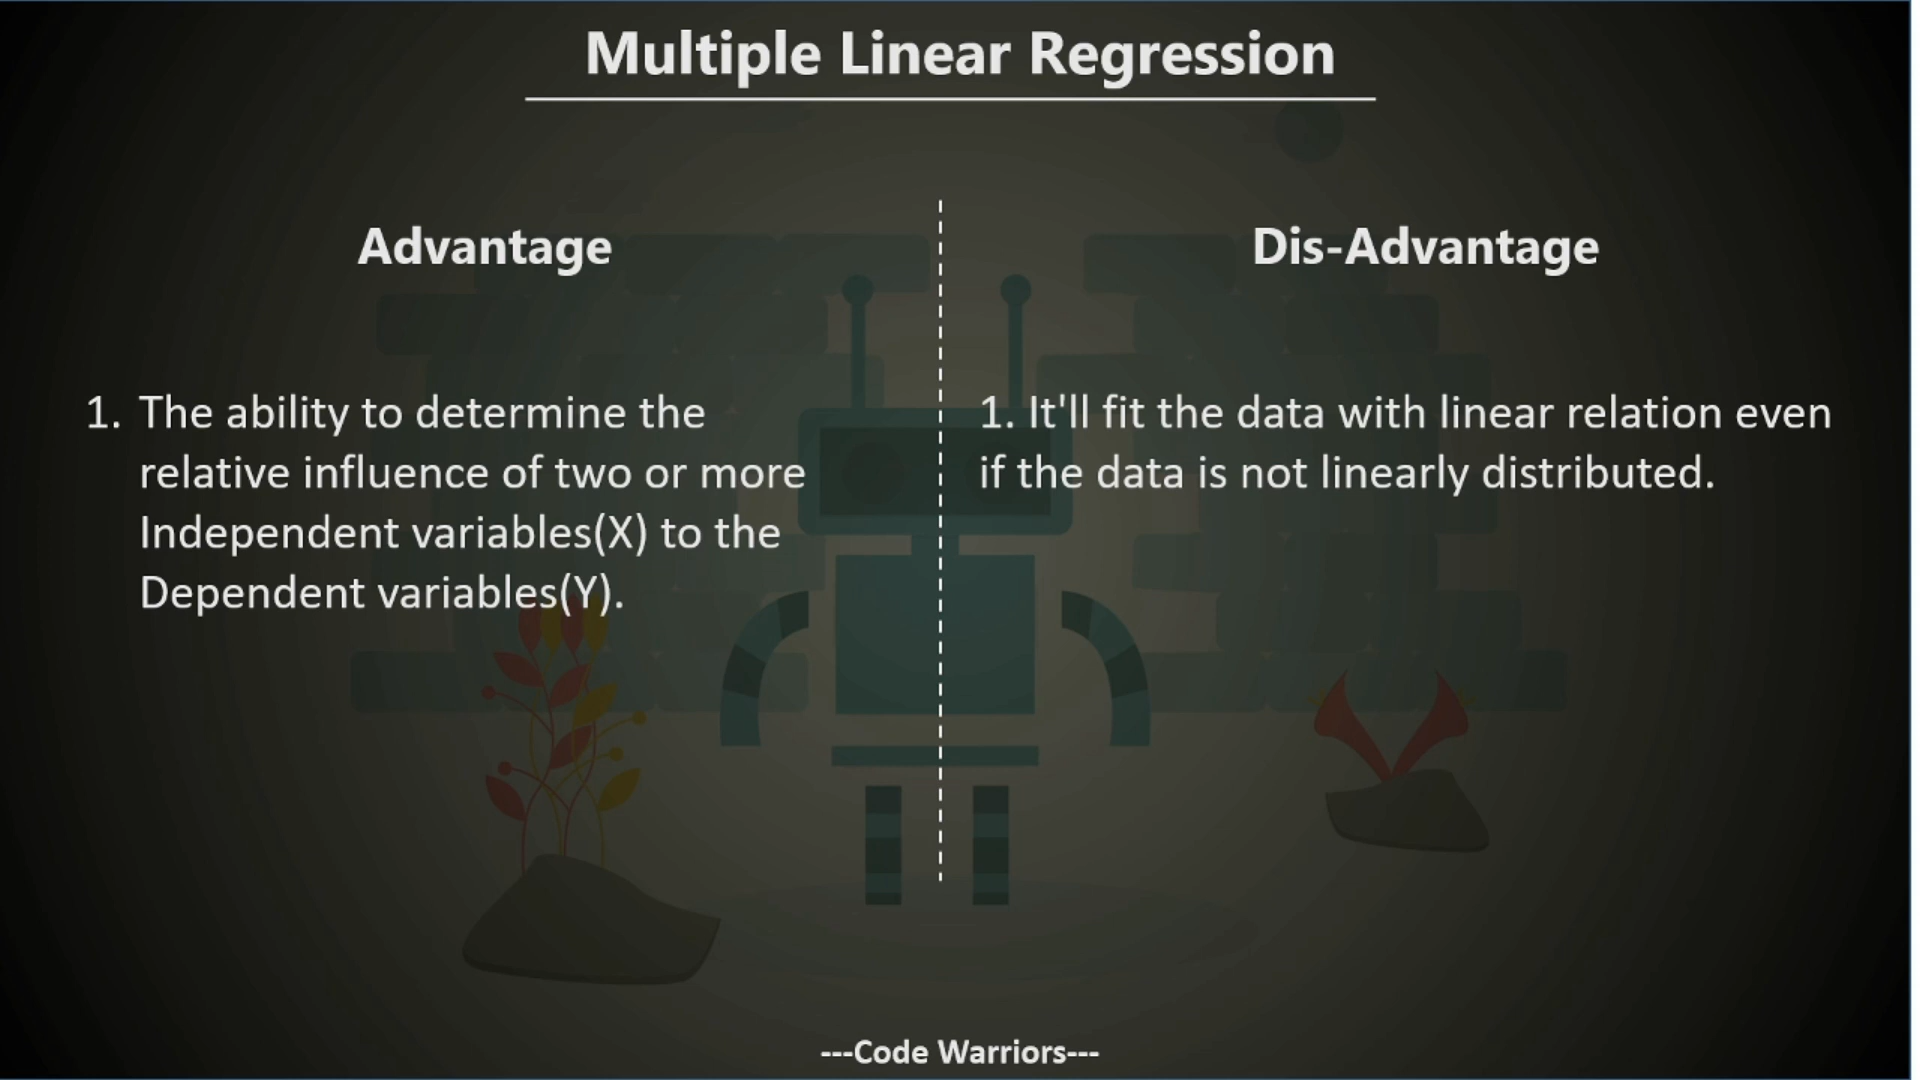 Multiple Linear Regression
Advantage
1. The ability to determine the
relative influence of two or more
Independent variables(X) to the
Dependent variables(Y).
Dis-Advantage
1. It'll fit the data with linear relation even
if the data is not linearly distributed.
---Code Warriors---